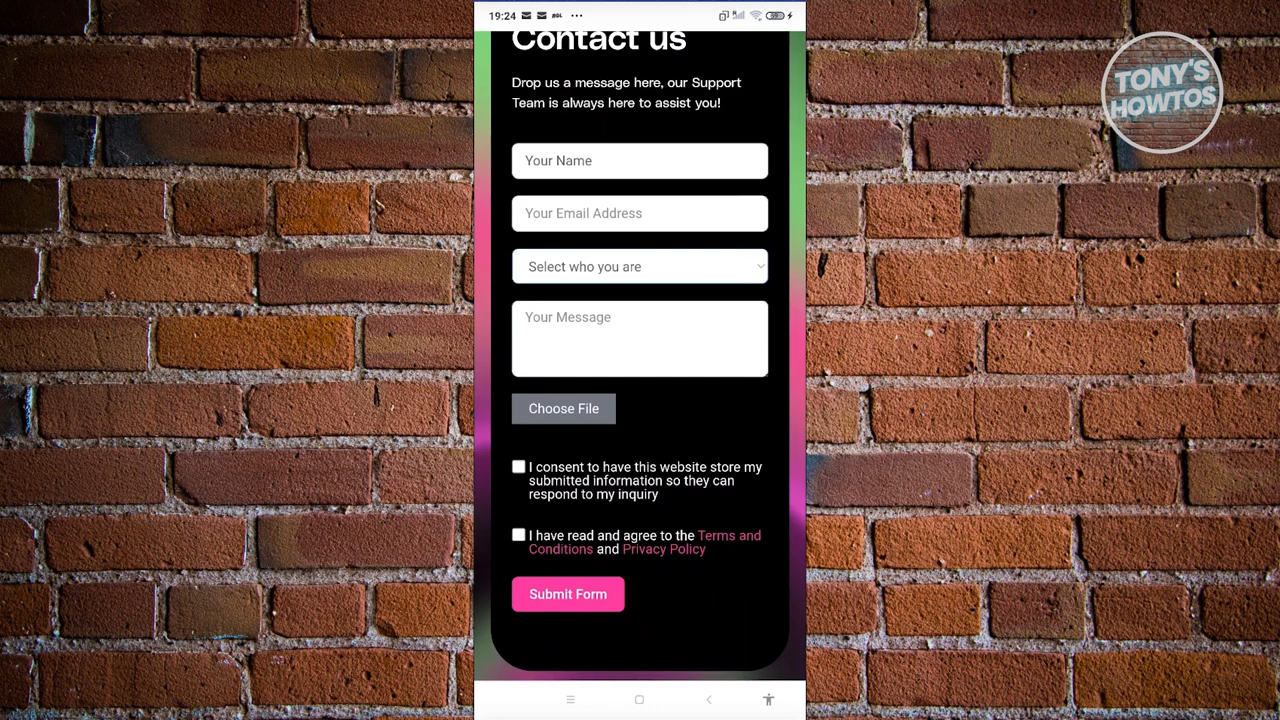 19:24
Contact us
Drop us a message here, our Support
Team is always here to assist you!
Your Name
Your Email Address
Select who you are
Your Message
Choose File
I consent to have this website store my
submitted information so they can
respond to my inquiry
I have read and agree to the Terms and
Conditions and Privacy Policy
Submit Form
TONY'S
HOWTOS